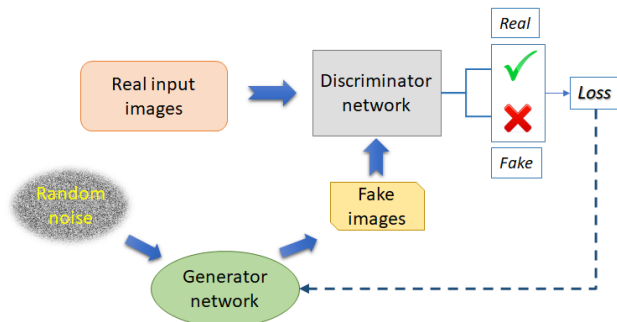 Real
Real input
images
Discriminator
network
Loss
Fake
Random
noise
Fake
images
Generator
network